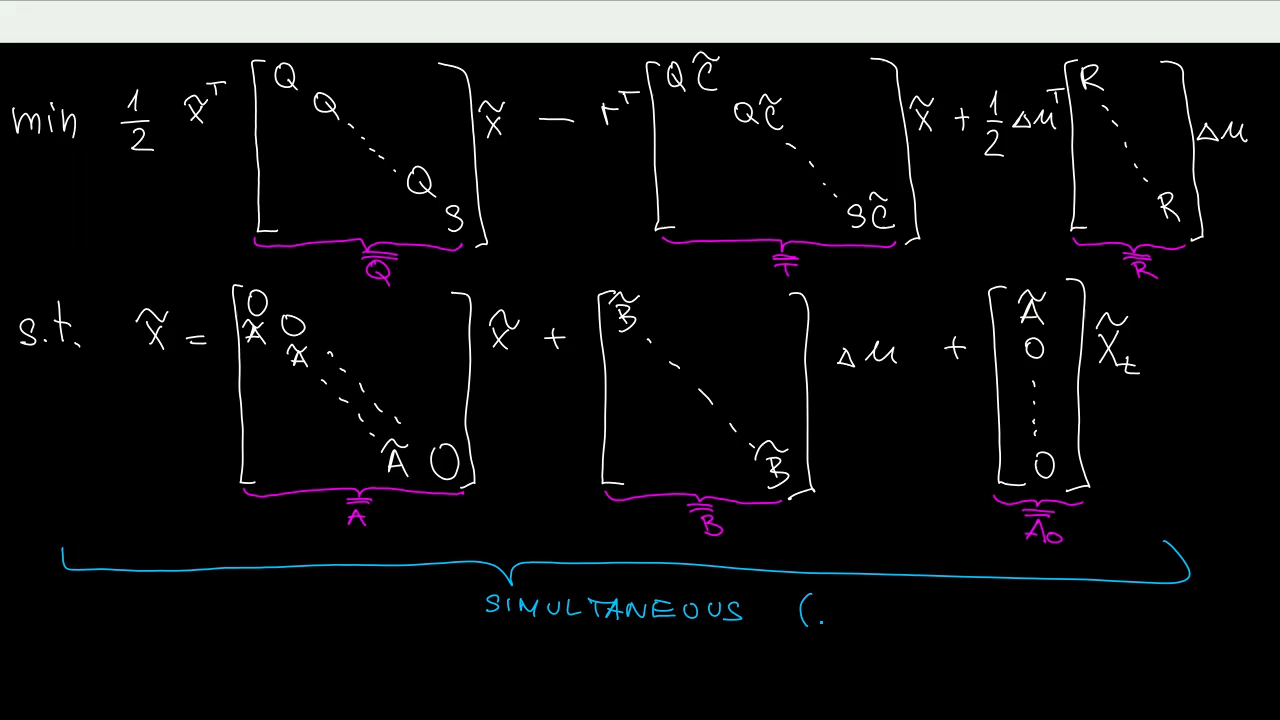 min 1/2 x̃ᵀ [Q Q ⋱ Q S] x̃ − rᵀ [QC̃ QC̃ ⋱ SC̃] x̃ + 1/2 Δuᵀ [R ⋱ R] Δu
Q̿ T̿ R̿
s.t. x̃ = [0 Ã 0 Ã ⋱ ⋱ Ã 0] x̃ + [B̃ ⋱ B̃] Δu + [Ã 0 ⋮ 0] x̃ₜ
A̿ B̿ A̿₀
SIMULTANEOUS (.